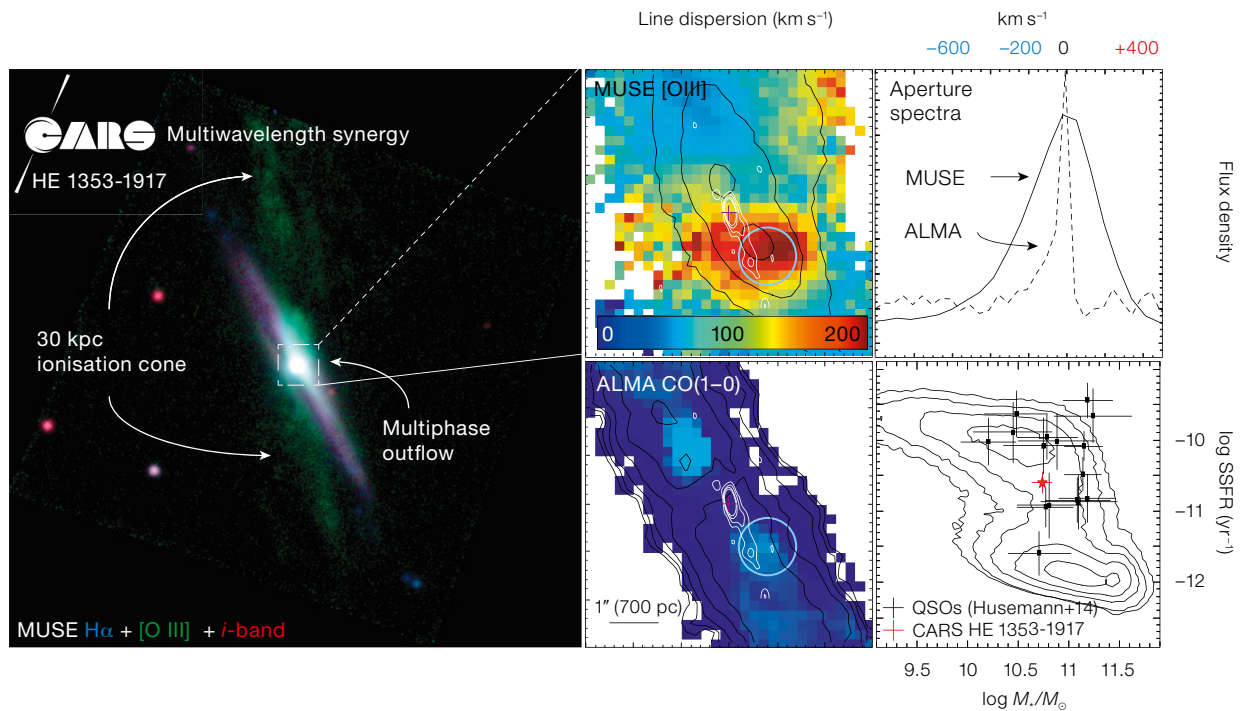 Line dispersion (km s⁻¹)
km s⁻¹
−600 −200 0 +400
CARS Multiwavelength synergy
HE 1353-1917
30 kpc
ionisation cone
Multiphase
outflow
MUSE Hα + [O III] + i-band
MUSE [OIII]
0 100 200
Aperture
spectra
MUSE
ALMA
Flux density
ALMA CO(1–0)
1″ (700 pc)
−10
−11
−12
log SSFR (yr⁻¹)
QSOs (Husemann+14)
CARS HE 1353-1917
9.5 10 10.5 11 11.5
log M⋆/M☉